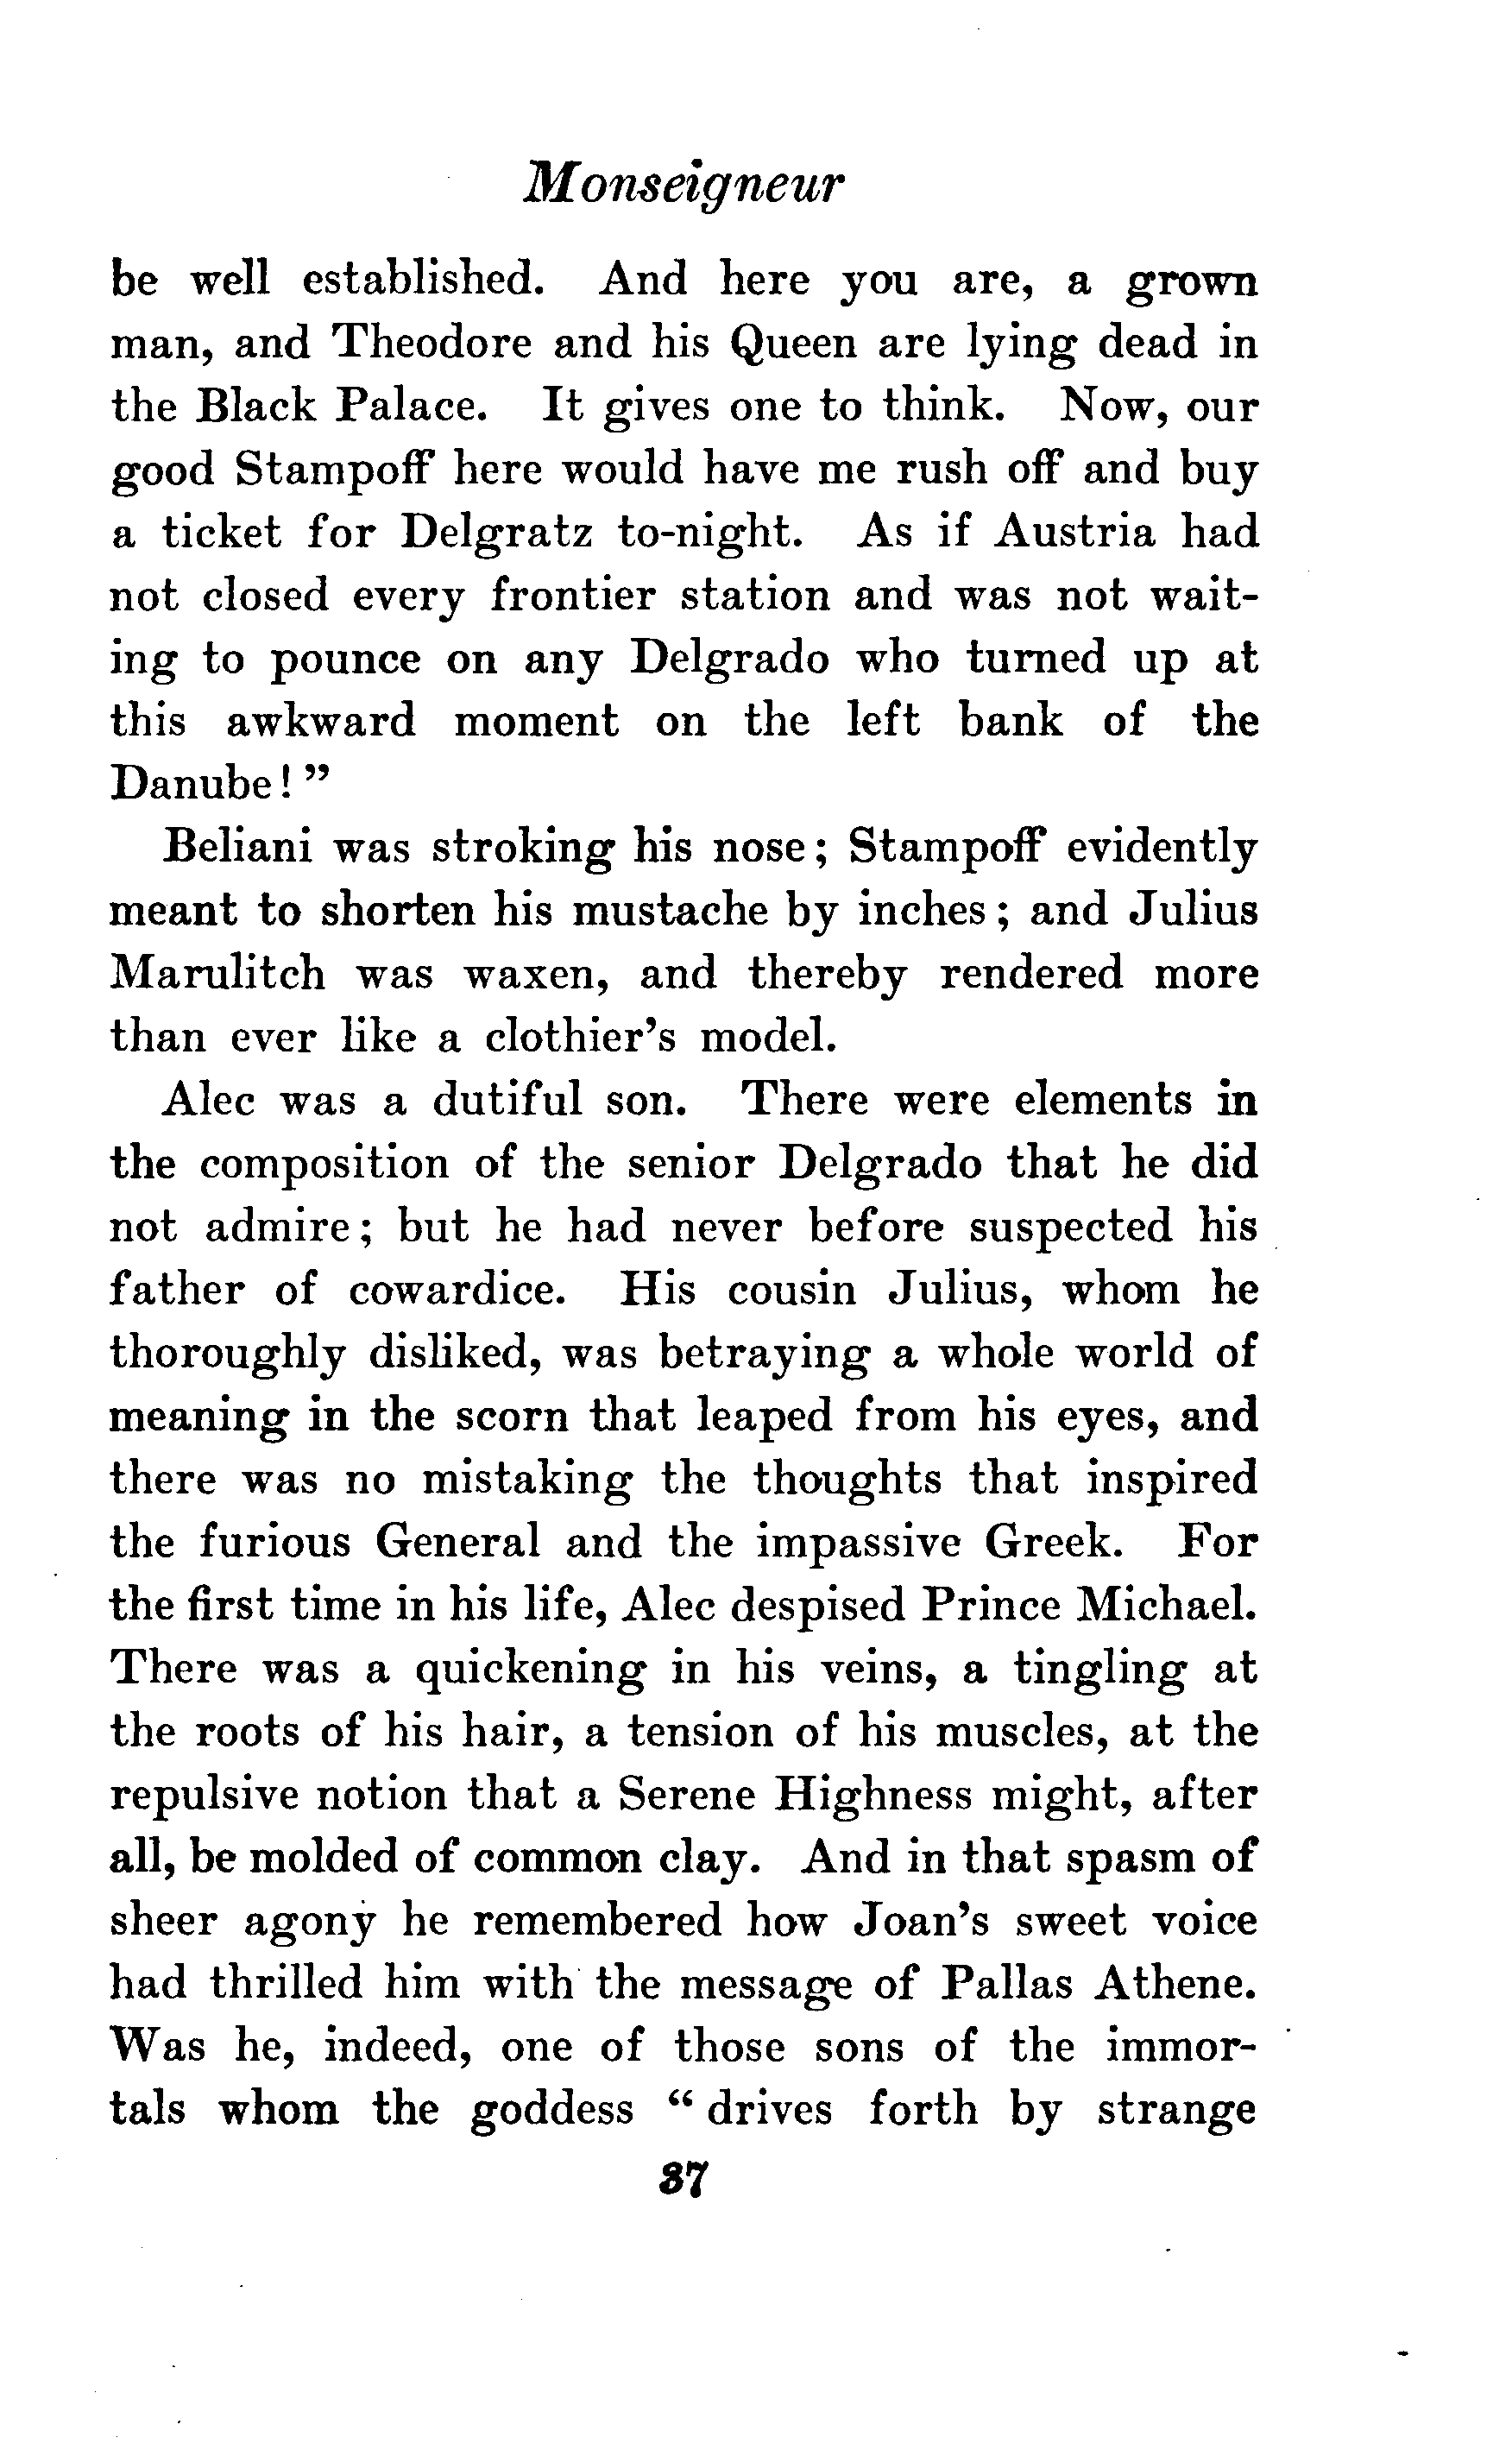 Monseigneur
be well established. And here you are, a grown
man, and Theodore and his Queen are lying dead in
the Black Palace. It gives one to think. Now, our
good Stampoff here would have me rush off and buy
a ticket for Delgratz to-night. As if Austria had
not closed every frontier station and was not wait-
ing to pounce on any Delgrado who turned up at
this awkward moment on the left bank of the
Danube! "
Beliani was stroking his nose; Stampoff evidently
meant to shorten his mustache by inches; and Julius
Marulitch was waxen, and thereby rendered more
than ever like a clothier's model.
Alec was a dutiful son. There were elements in
the composition of the senior Delgrado that he did
not admire; but he had never before suspected his
father of cowardice. His cousin Julius, whom he
thoroughly disliked, was betraying a whole world of
meaning in the scorn that leaped from his eyes, and
there was no mistaking the thoughts that inspired
the furious General and the impassive Greek. For
the first time in his life, Alec despised Prince Michael.
There was a quickening in his veins, a tingling at
the roots of his hair, a tension of his muscles, at the
repulsive notion that a Serene Highness might, after
all, be molded of common clay. And in that spasm of
sheer agony he remembered how Joan's sweet voice
had thrilled him with the message of Pallas Athene.
Was he, indeed, one of those sons of the immor-
tals whom the goddess " drives forth by strange
37